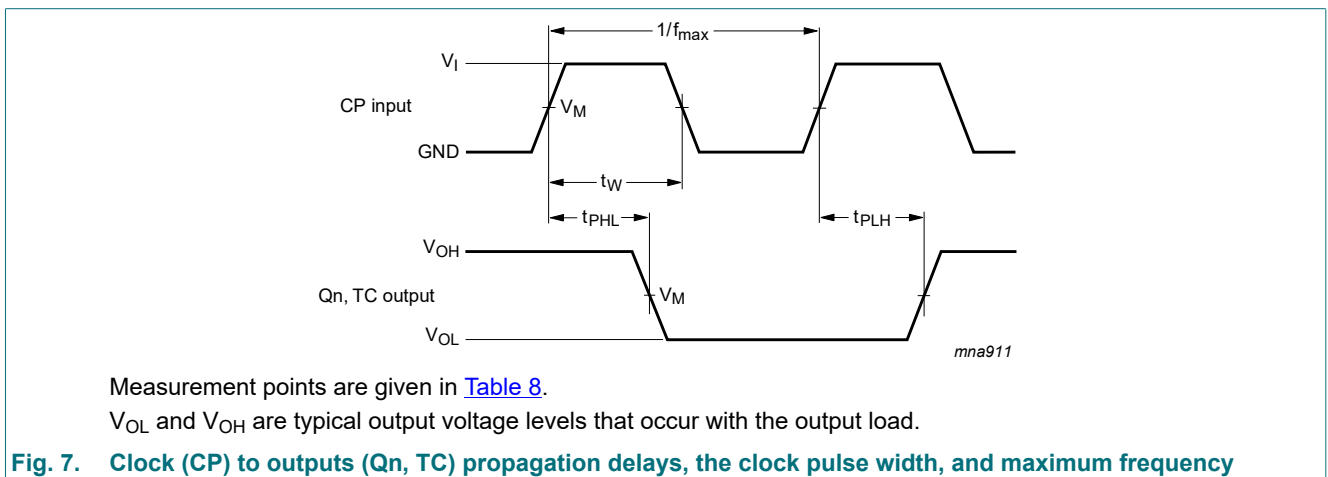 1/fmax
VI
CP input
VM
GND
tW
tPHL
tPLH
VOH
Qn, TC output
VM
VOL
mna911
Measurement points are given in Table 8.
VOL and VOH are typical output voltage levels that occur with the output load.
Fig. 7. Clock (CP) to outputs (Qn, TC) propagation delays, the clock pulse width, and maximum frequency